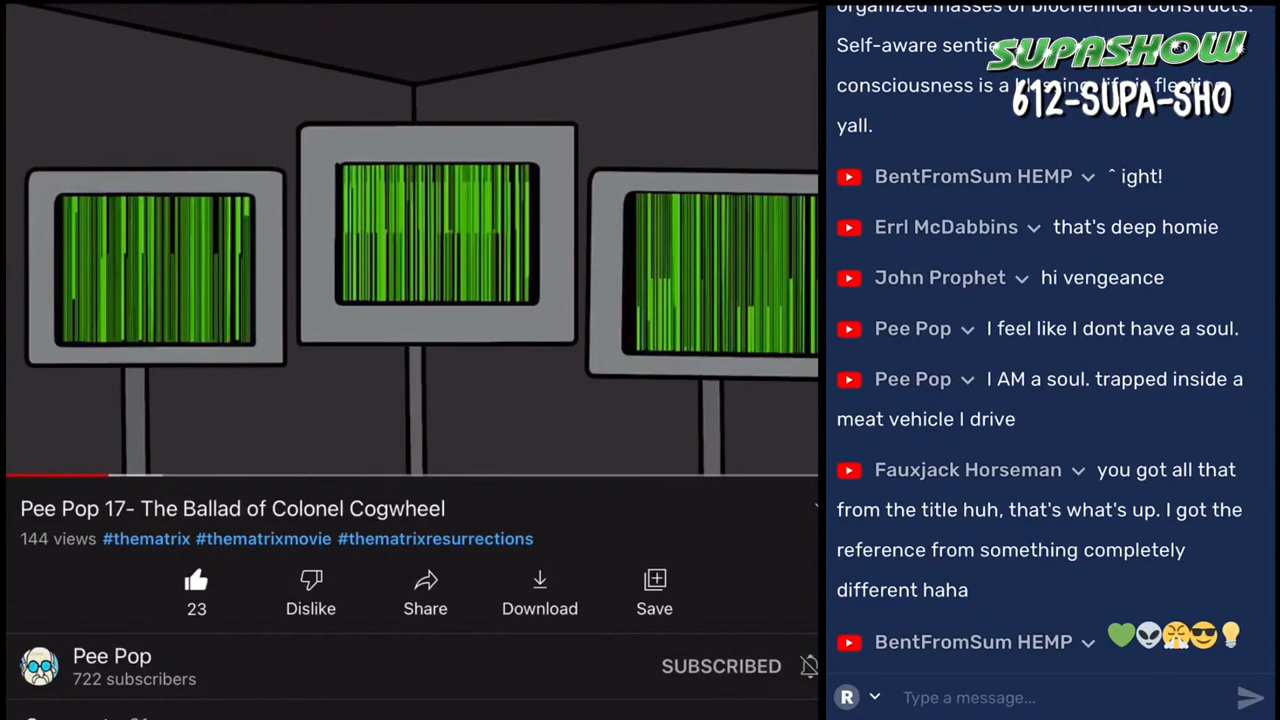 Pee Pop 17- The Ballad of Colonel Cogwheel
144 views #thematrix #thematrixmovie #thematrixresurrections
23
Dislike
Share
Download
Save
Pee Pop
722 subscribers
SUBSCRIBED
organized masses of biochemical constructs.
Self-aware
consciousness is a
yall.
SUPASHOW
612-SUPA-SHO
BentFromSum HEMP ^ ight!
Errl McDabbins that's deep homie
John Prophet hi vengeance
Pee Pop I feel like I dont have a soul.
Pee Pop I AM a soul. trapped inside a
meat vehicle I drive
Fauxjack Horseman you got all that
from the title huh, that's what's up. I got the
reference from something completely
different haha
BentFromSum HEMP 💚👽😤😎💡
R Type a message...